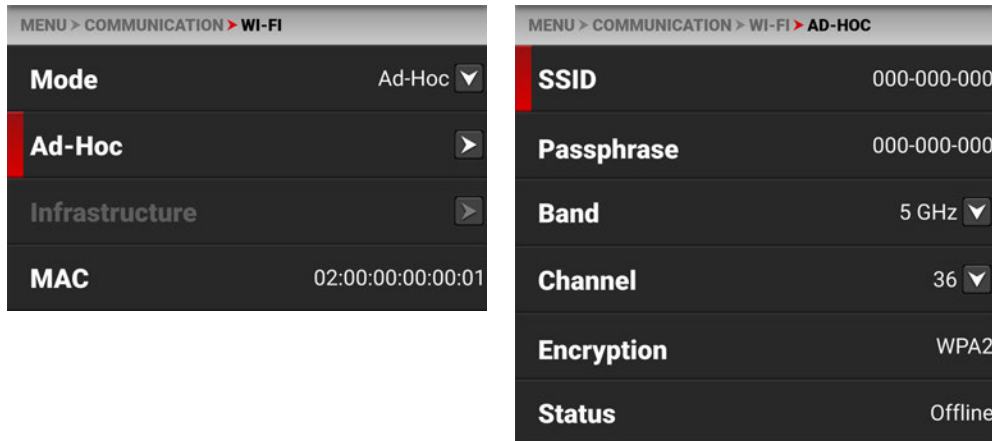 MENU > COMMUNICATION > WI-FI
Mode Ad-Hoc
Ad-Hoc
Infrastructure
MAC 02:00:00:00:00:01
MENU > COMMUNICATION > WI-FI > AD-HOC
SSID 000-000-000
Passphrase 000-000-000
Band 5 GHz
Channel 36
Encryption WPA2
Status Offline